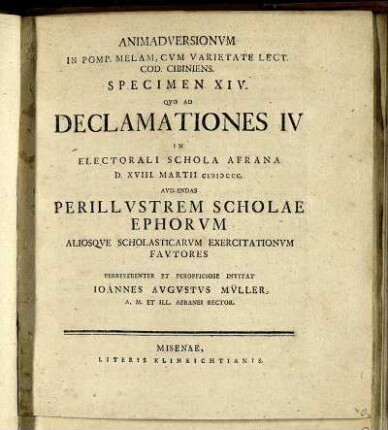 ANIMADVERSIONVM
IN POMP. MELAM, CVM VARIETATE LECT.
COD. CIBINIENS.
SPECIMEN XIV.
QVO AD
DECLAMATIONES IV
IN
ELECTORALI SCHOLA AFRANA
D. XVIII. MARTII
AVDIENDAS
PERILLVSTREM SCHOLAE
EPHORVM
ALIOSQVE SCHOLASTICARVM EXERCITATIONVM
FAVTORES
PERREVERENTER ET PEROFFICIOSE INVITAT
IOANNES AVGVSTVS MÜLLER,
A. M. ET ILL. AFRANEI RECTOR.
MISENAE,
LITERIS KLINKICHTIANIS.